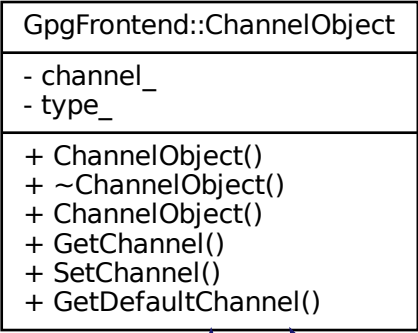 GpgFrontend::ChannelObject
- channel_
- type_
+ ChannelObject()
+ ~ChannelObject()
+ ChannelObject()
+ GetChannel()
+ SetChannel()
+ GetDefaultChannel()